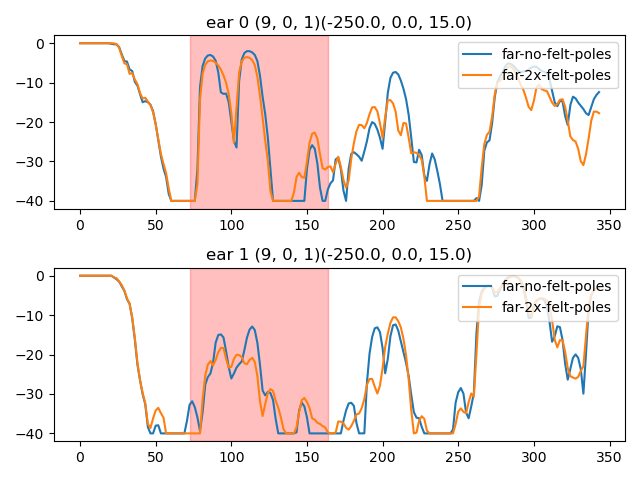 ear 0 (9, 0, 1)(-250.0, 0.0, 15.0)
0
−10
−20
−30
−40
far-no-felt-poles
far-2x-felt-poles
0 50 100 150 200 250 300 350
ear 1 (9, 0, 1)(-250.0, 0.0, 15.0)
0
−10
−20
−30
−40
far-no-felt-poles
far-2x-felt-poles
0 50 100 150 200 250 300 350